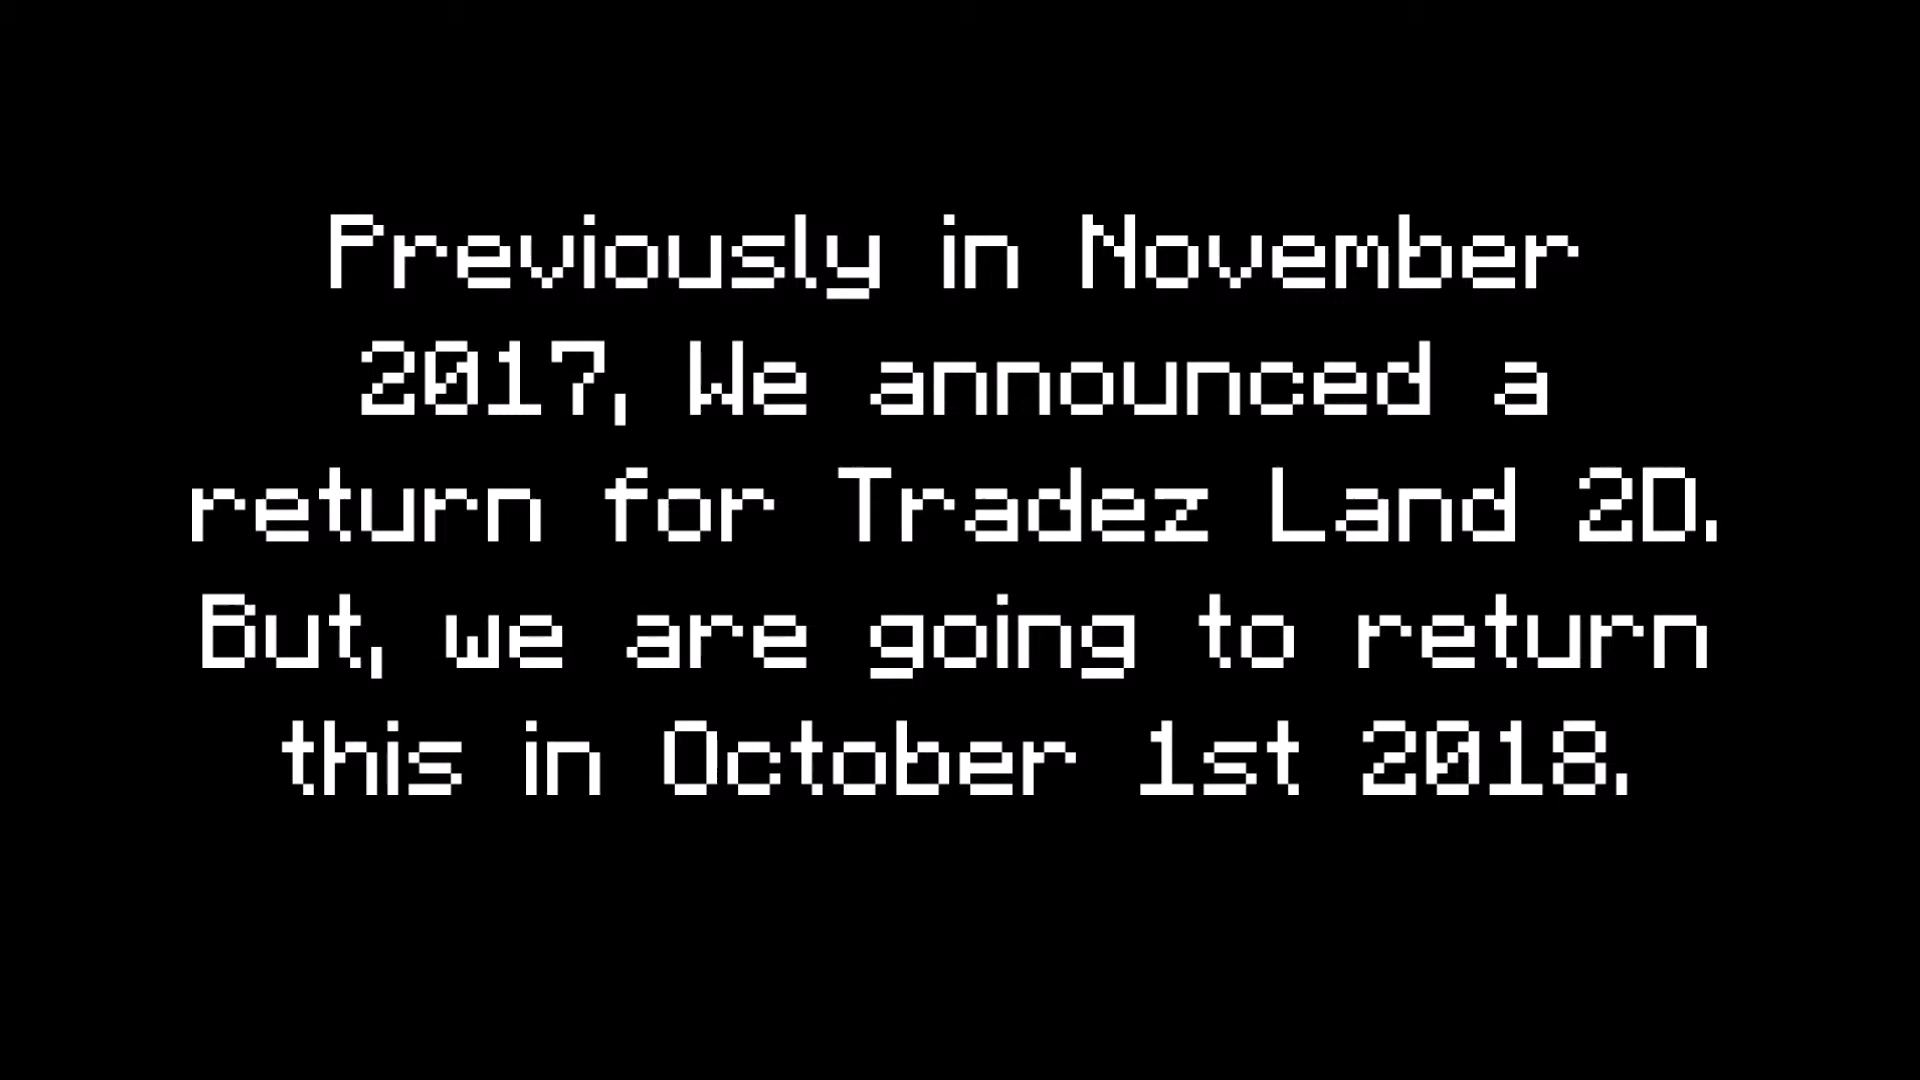 Previously in November
2017, We announced a
return for Tradez Land 2D.
But, we are going to return
this in October 1st 2018.